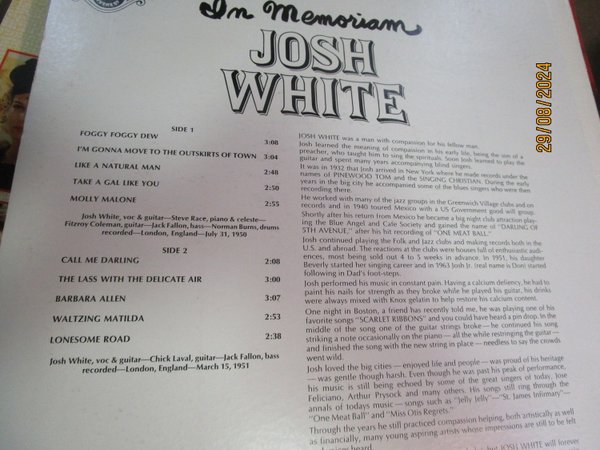 In Memoriam
JOSH
WHITE
SIDE 1
FOGGY FOGGY DEW 3:08
I'M GONNA MOVE TO THE OUTSKIRTS OF TOWN 3:04
LIKE A NATURAL MAN 2:48
TAKE A GAL LIKE YOU 2:50
MOLLY MALONE 2:55
Josh White, voc & guitar—Steve Race, piano & celeste-
Fitzroy Coleman, guitar—Jack Fallon, bass—Norman Burns, drums
recorded—London, England—July 31, 1950
SIDE 2
CALL ME DARLING 2:08
THE LASS WITH THE DELICATE AIR 3:00
BARBARA ALLEN 3:07
WALTZING MATILDA 2:53
LONESOME ROAD 2:38
Josh White, voc & guitar—Chick Laval, guitar—Jack Fallon, bass
recorded—London, England—March 15, 1951
JOSH WHITE was a man with compassion for his fellow man.
Josh learned the meaning of compassion in his early life, being the son of a
preacher, who taught him to sing the spirituals. Soon Josh learned to play the
guitar and spent many years accompanying blind singers.
It was in 1932 that Josh arrived in New York where he made records under the
names of PINEWOOD TOM and the SINGING CHRISTIAN. During the early
years in the big city he accompanied some of the blues singers who were then
recording there.
He worked with many of the jazz groups in the Greenwich Village clubs and on
records and in 1940 toured Mexico with a US Government good will group.
Shortly after his return from Mexico he became a big night club attraction play-
ing the Blue Angel and Cafe Society and gained the name of "DARLING OF
5TH AVENUE," after his hit recording of "ONE MEAT BALL."
Josh continued playing the Folk and Jazz clubs and making records both in the
U.S. and abroad. The reactions at the clubs were houses full of enthusiastic aud-
iences, most being sold out 4 to 5 weeks in advance. In 1951, his daughter
Beverly started her singing career and in 1963 Josh Jr. (real name is Don) started
following in Dad's foot-steps.
Josh performed his music in constant pain. Having a calcium defiency, he had to
paint his nails for strength as they broke while he played his guitar, his drinks
were always mixed with Knox gelatin to help restore his calcium content.
One night in Boston, a friend has recently told me, he was playing one of his
favorite songs "SCARLET RIBBONS" and you could have heard a pin drop. In the
middle of the song one of the guitar strings broke—he continued his song
striking a note occasionally on the piano — all the while restringing the guitar —
and finished the song with the new string in place — needless to say the crowds
went wild.
Josh loved the big cities — enjoyed life and people — was proud of his heritage
— was gentle though harsh. Even though he was past his peak of performance,
his music is still being echoed by some of the great singers of today, Jose
Feliciano, Arthur Prysock and many others. His songs still ring through the
annals of todays music — songs such as "Jelly Jelly"—"St. James Infirmary"—
"One Meat Ball" and "Miss Otis Regrets."
Through the years he still practiced compassion helping, both artistically as well
as financially, many young aspiring artists whose impressions are still to be felt
heard.
but JOSH WHITE will forever
29/08/2024